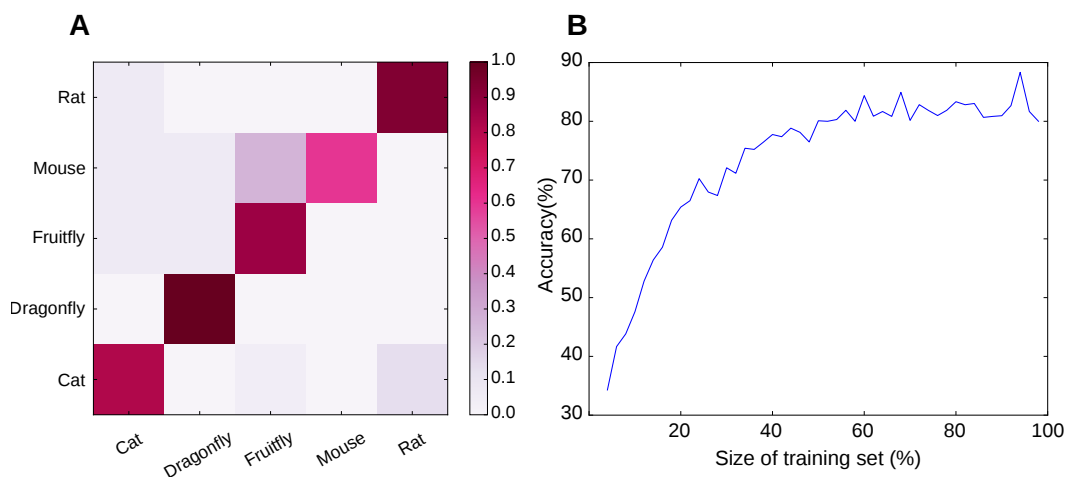 A
Rat
Mouse
Fruitfly
Dragonfly
Cat
Cat
Dragonfly
Fruitfly
Mouse
Rat
1.0
0.9
0.8
0.7
0.6
0.5
0.4
0.3
0.2
0.1
0.0
B
90
80
70
60
50
40
30
Accuracy(%)
20
40
60
80
100
Size of training set (%)